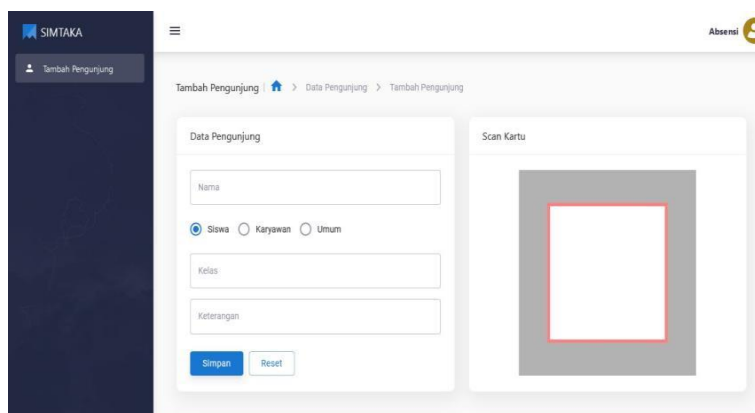 SIMTAKA
Absensi
Tambah Pengunjung
Tambah Pengunjung | > Data Pengunjung > Tambah Pengunjung
Data Pengunjung
Scan Kartu
Nama
Siswa Karyawan Umum
Kelas
Keterangan
Simpan Reset